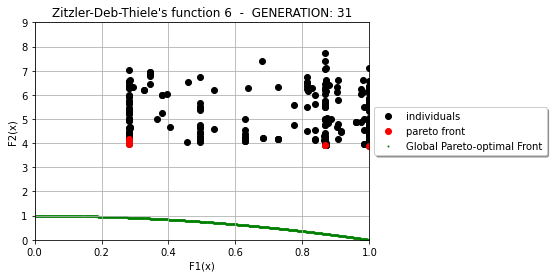 Zitzler-Deb-Thiele's function 6  -  GENERATION: 31
9
8
7
6
5
4
3
2
1
0
F2(x)
0.0 0.2 0.4 0.6 0.8 1.0
F1(x)
individuals
pareto front
Global Pareto-optimal Front